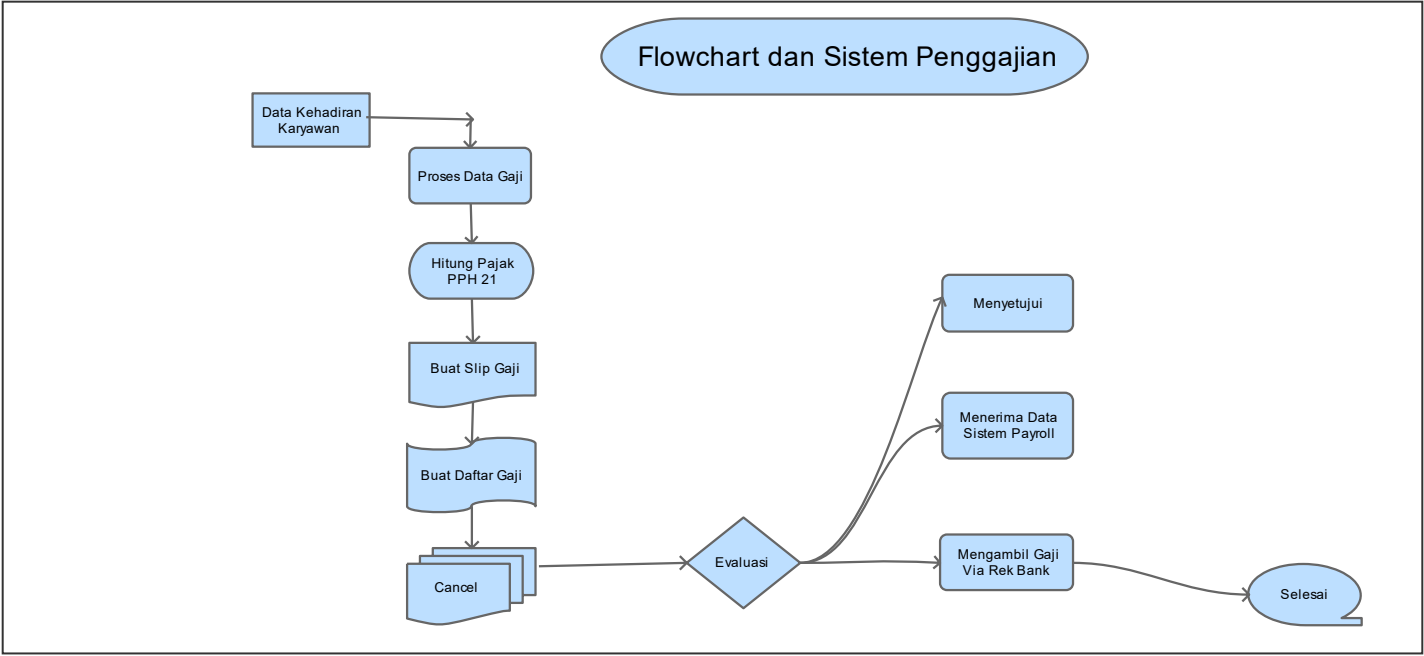 Flowchart dan Sistem Penggajian
Data Kehadiran
Karyawan
Proses Data Gaji
Hitung Pajak
PPH 21
Buat Slip Gaji
Buat Daftar Gaji
Cancel
Evaluasi
Menyetujui
Menerima Data
Sistem Payroll
Mengambil Gaji
Via Rek Bank
Selesai